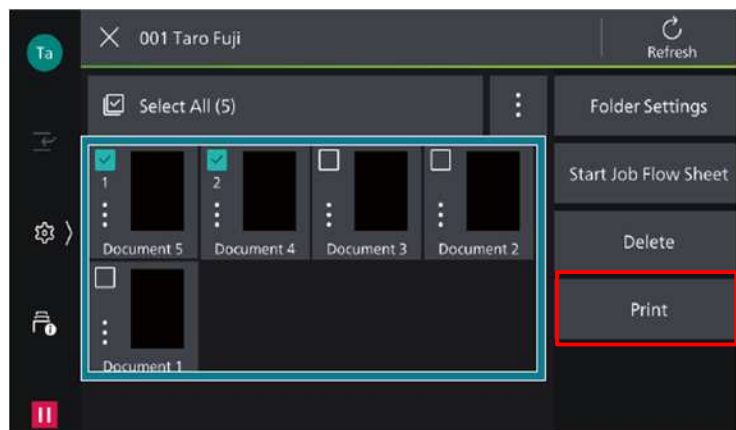 Ta
001 Taro Fuji
Refresh
Select All (5)
Folder Settings
1
2
Start Job Flow Sheet
Document 5
Document 4
Document 3
Document 2
Delete
Print
Document 1